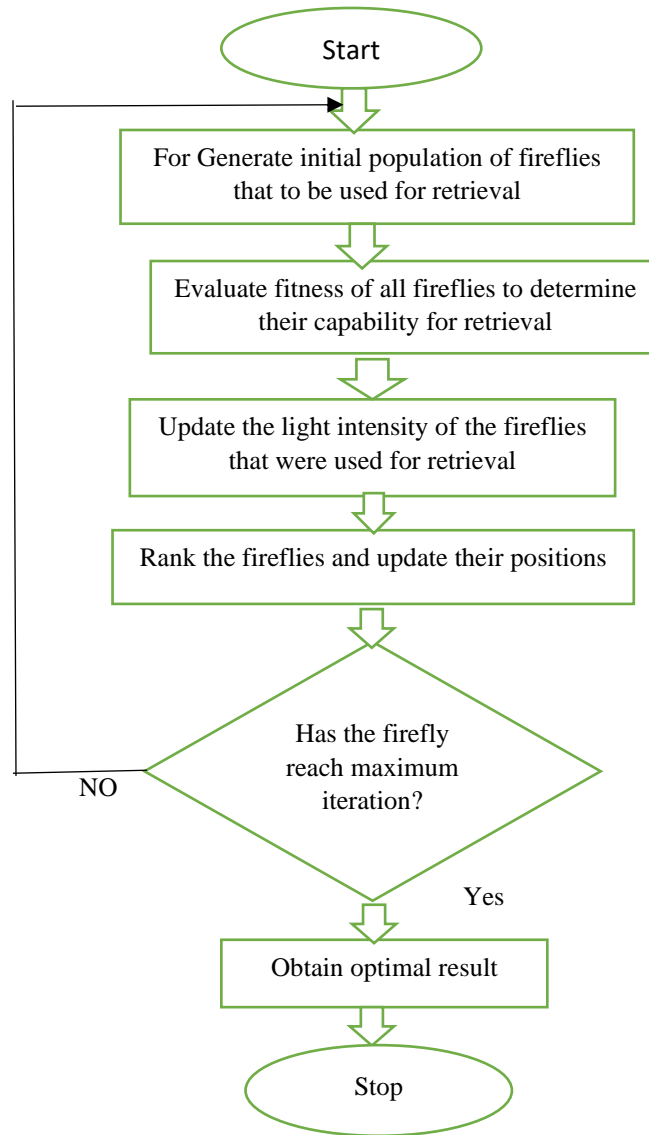 Start
For Generate initial population of fireflies
that to be used for retrieval
Evaluate fitness of all fireflies to determine
their capability for retrieval
Update the light intensity of the fireflies
that were used for retrieval
Rank the fireflies and update their positions
Has the firefly
reach maximum
iteration?
NO
Yes
Obtain optimal result
Stop